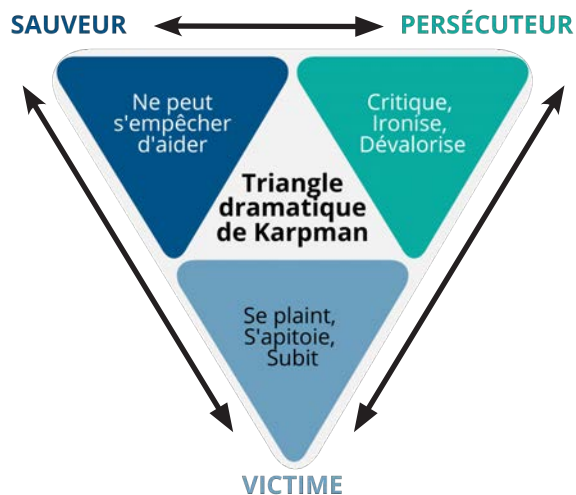 SAUVEUR
PERSÉCUTEUR
Ne peut
s'empêcher
d'aider
Critique,
Ironise,
Dévalorise
Triangle
dramatique
de Karpman
Se plaint,
S'apitoie,
Subit
VICTIME